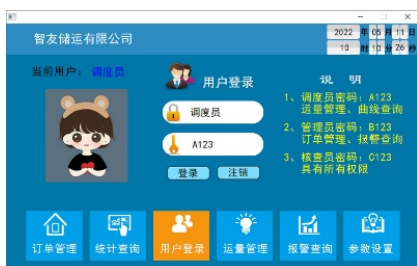 智友储运有限公司
2022 年 05 月 11 日
10 时 10 分 26 秒
当前用户: 调度员
用户登录
调度员
A123
登录 注销
说 明
1、调度员密码:A123
运量管理、曲线查询
2、管理员密码:B123
订单管理、报警查询
3、核查员密码:C123
具有所有权限
订单管理 统计查询 用户登录 运量管理 报警查询 参数设置